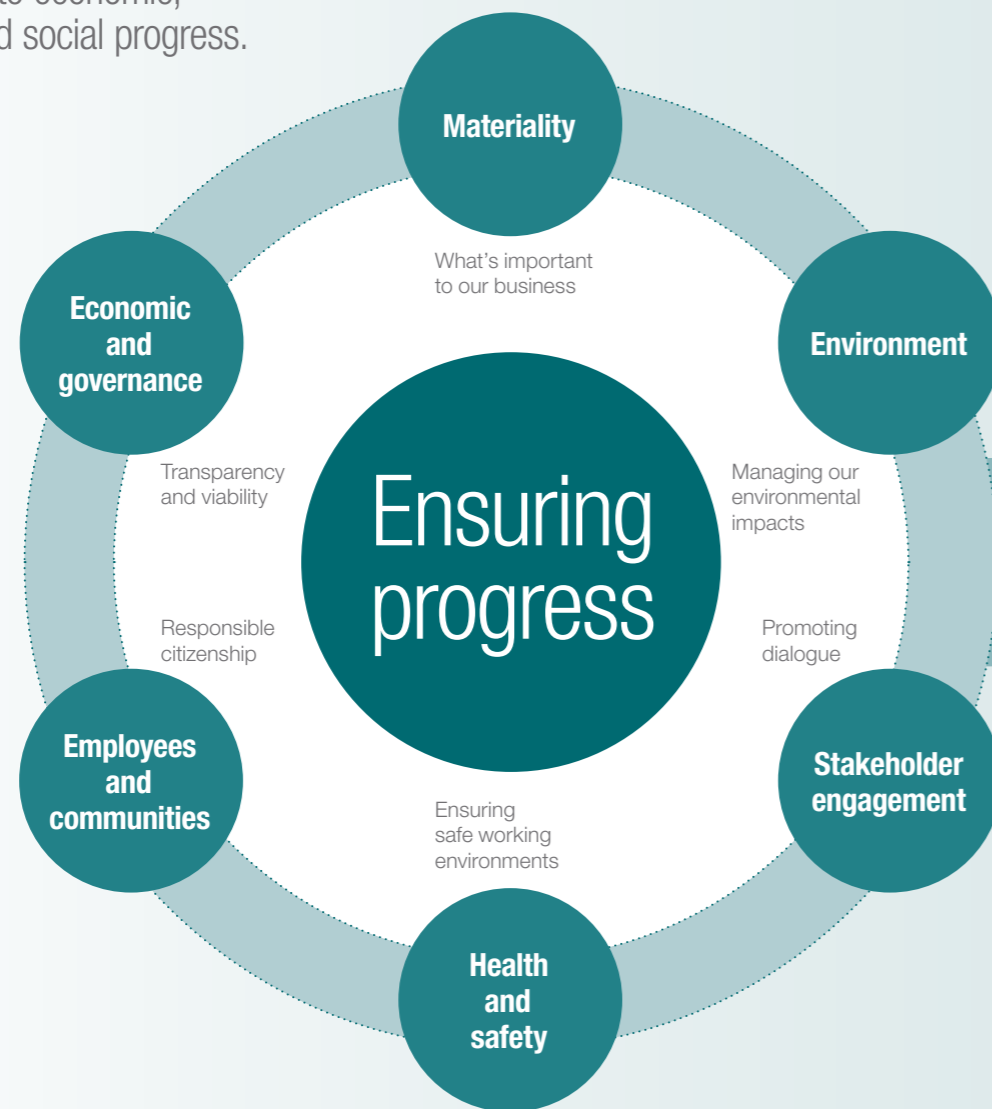 economic,
social progress.
Materiality
What's important
to our business
Environment
Managing our
environmental
impacts
Stakeholder
engagement
Promoting
dialogue
Health
and
safety
Ensuring
safe working
environments
Employees
and
communities
Responsible
citizenship
Economic
and
governance
Transparency
and viability
Ensuring
progress